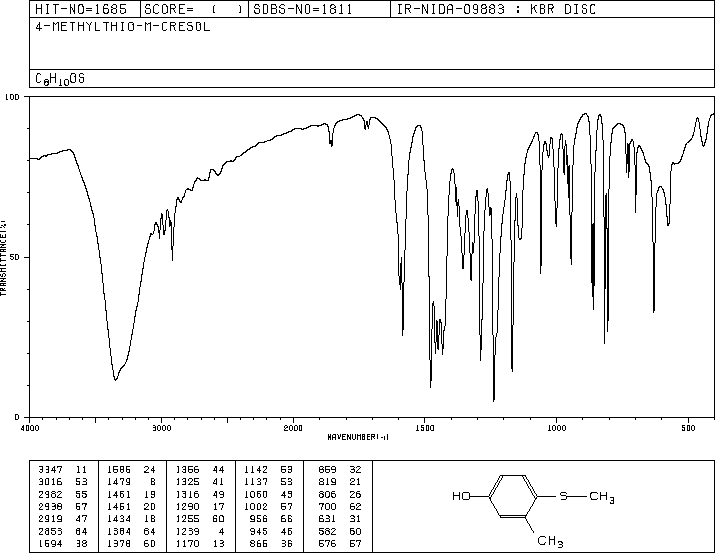 HIT-NO=1685 SCORE= ( ) SDBS-NO=1811 IR-NIDA-09883 : KBR DISC
4-METHYLTHIO-M-CRESOL
C8H10OS
100
TRANSMITTANCE(%)
50
0
4000 3000 2000 1500 1000 500
WAVENUMBER(-1)
3347 11 1586 24 1356 44 1142 53 859 32
3016 53 1479 8 1325 41 1137 53 819 21
2982 55 1461 19 1316 49 1060 43 806 26
2938 57 1451 20 1290 17 1002 57 700 62
2919 47 1434 18 1255 60 956 66 631 31
2853 64 1384 64 1239 4 945 46 582 60
1594 38 1378 60 1170 13 866 36 576 57
HO S CH3
CH3